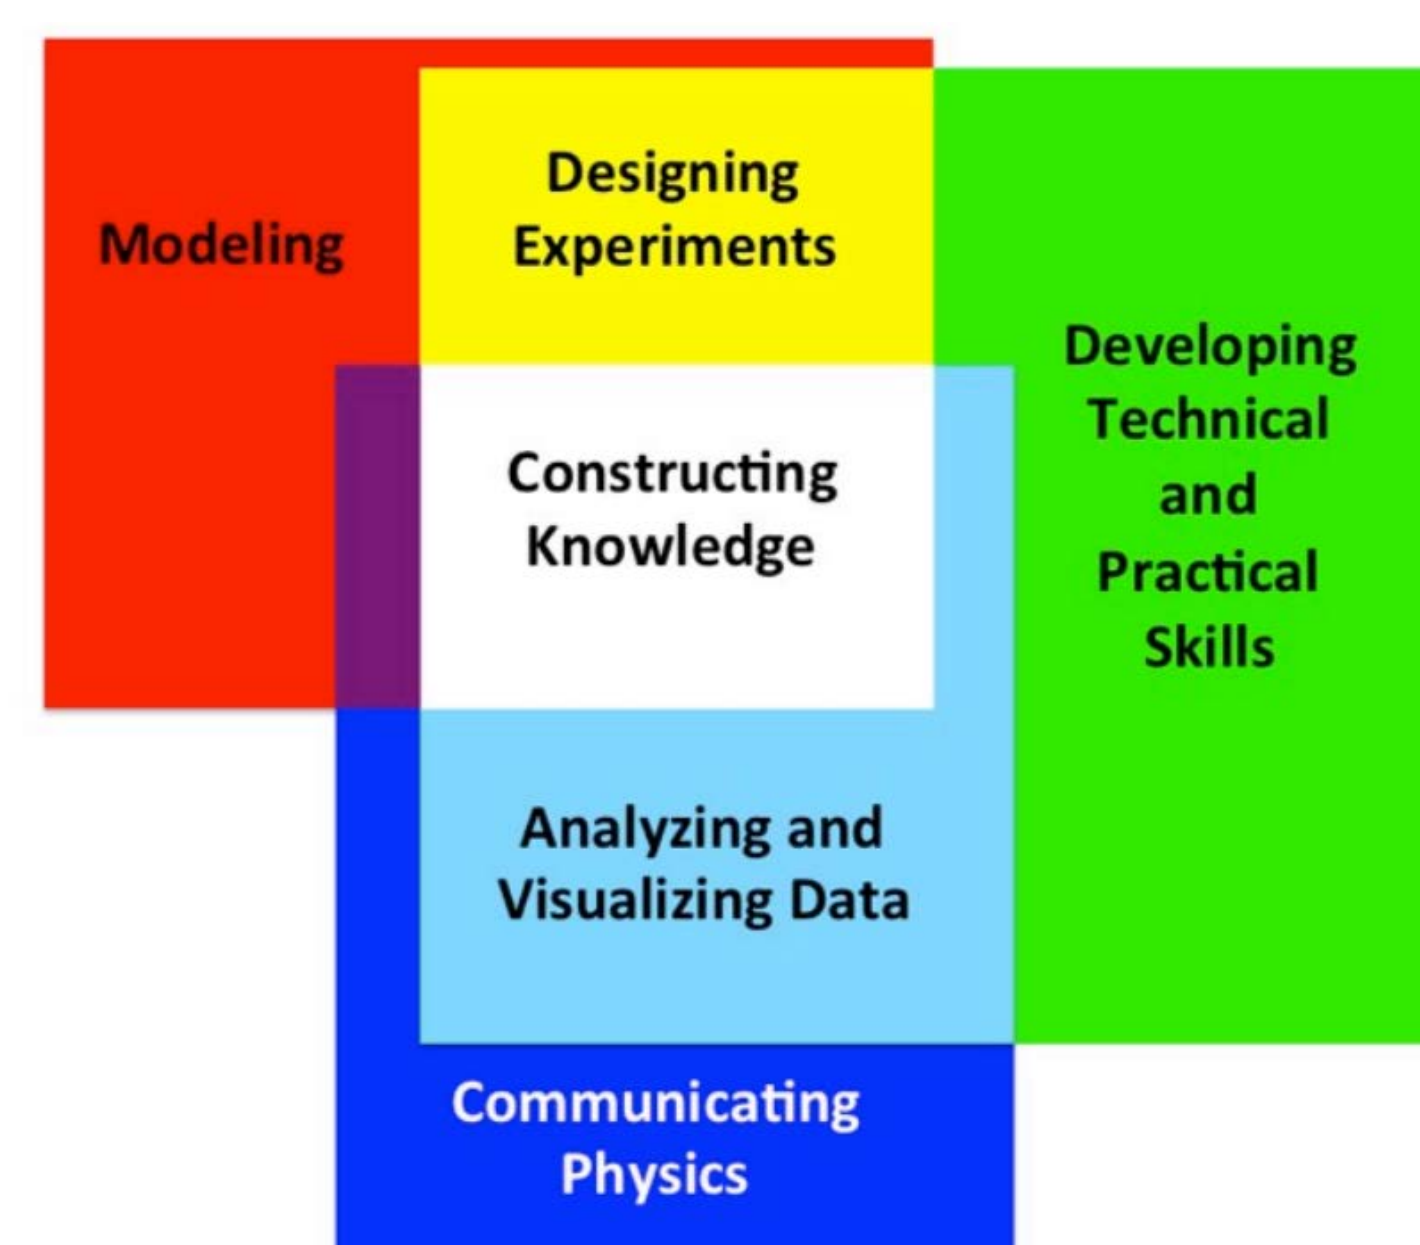 Modeling
Designing
Experiments
Developing
Technical
and
Practical
Skills
Constructing
Knowledge
Analyzing and
Visualizing Data
Communicating
Physics